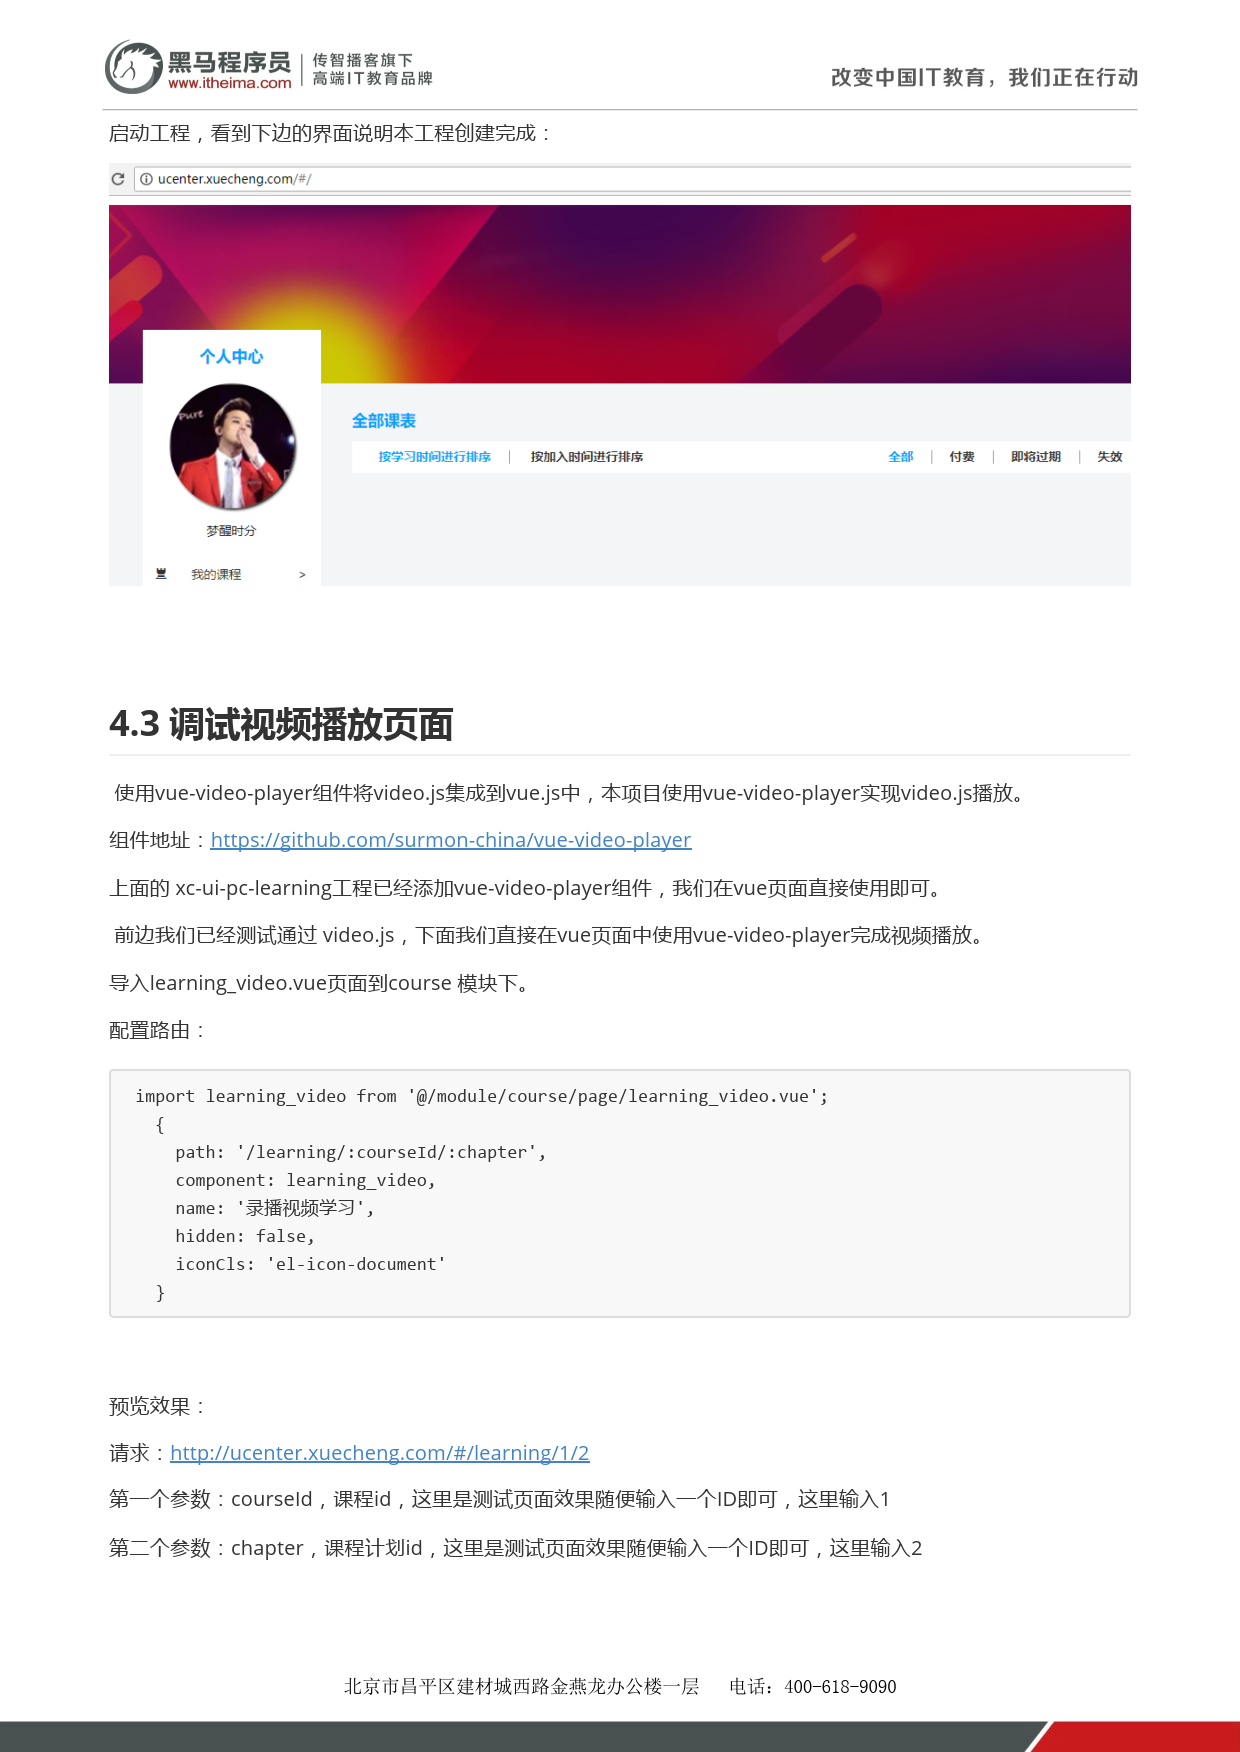 黑马程序员
www.itheima.com
传智播客旗下
高端IT教育品牌
改变中国IT教育，我们正在行动
启动工程，看到下边的界面说明本工程创建完成：
ucenter.xuecheng.com/#/
个人中心
Pure
全部课表
按学习时间进行排序 | 按加入时间进行排序 全部 | 付费 | 即将过期 | 失效
梦醒时分
我的课程 >
4.3 调试视频播放页面
使用vue-video-player组件将video.js集成到vue.js中，本项目使用vue-video-player实现video.js播放。
组件地址：https://github.com/surmon-china/vue-video-player
上面的 xc-ui-pc-learning工程已经添加vue-video-player组件，我们在vue页面直接使用即可。
前边我们已经测试通过 video.js，下面我们直接在vue页面中使用vue-video-player完成视频播放。
导入learning_video.vue页面到course 模块下。
配置路由：
import learning_video from '@/module/course/page/learning_video.vue';
{
path: '/learning/:courseId/:chapter',
component: learning_video,
name: '录播视频学习',
hidden: false,
iconCls: 'el-icon-document'
}
预览效果：
请求：http://ucenter.xuecheng.com/#/learning/1/2
第一个参数：courseId，课程id，这里是测试页面效果随便输入一个ID即可，这里输入1
第二个参数：chapter，课程计划id，这里是测试页面效果随便输入一个ID即可，这里输入2
北京市昌平区建材城西路金燕龙办公楼一层 电话：400-618-9090